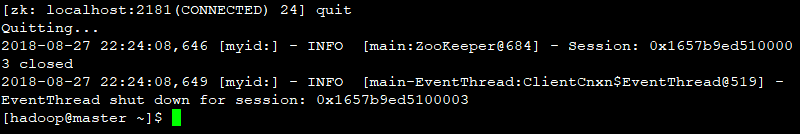 [zk: localhost:2181(CONNECTED) 24] quit
Quitting...
2018-08-27 22:24:08,646 [myid:] - INFO  [main:ZooKeeper@684] - Session: 0x1657b9ed510000
3 closed
2018-08-27 22:24:08,649 [myid:] - INFO  [main-EventThread:ClientCnxn$EventThread@519] -
EventThread shut down for session: 0x1657b9ed5100003
[hadoop@master ~]$